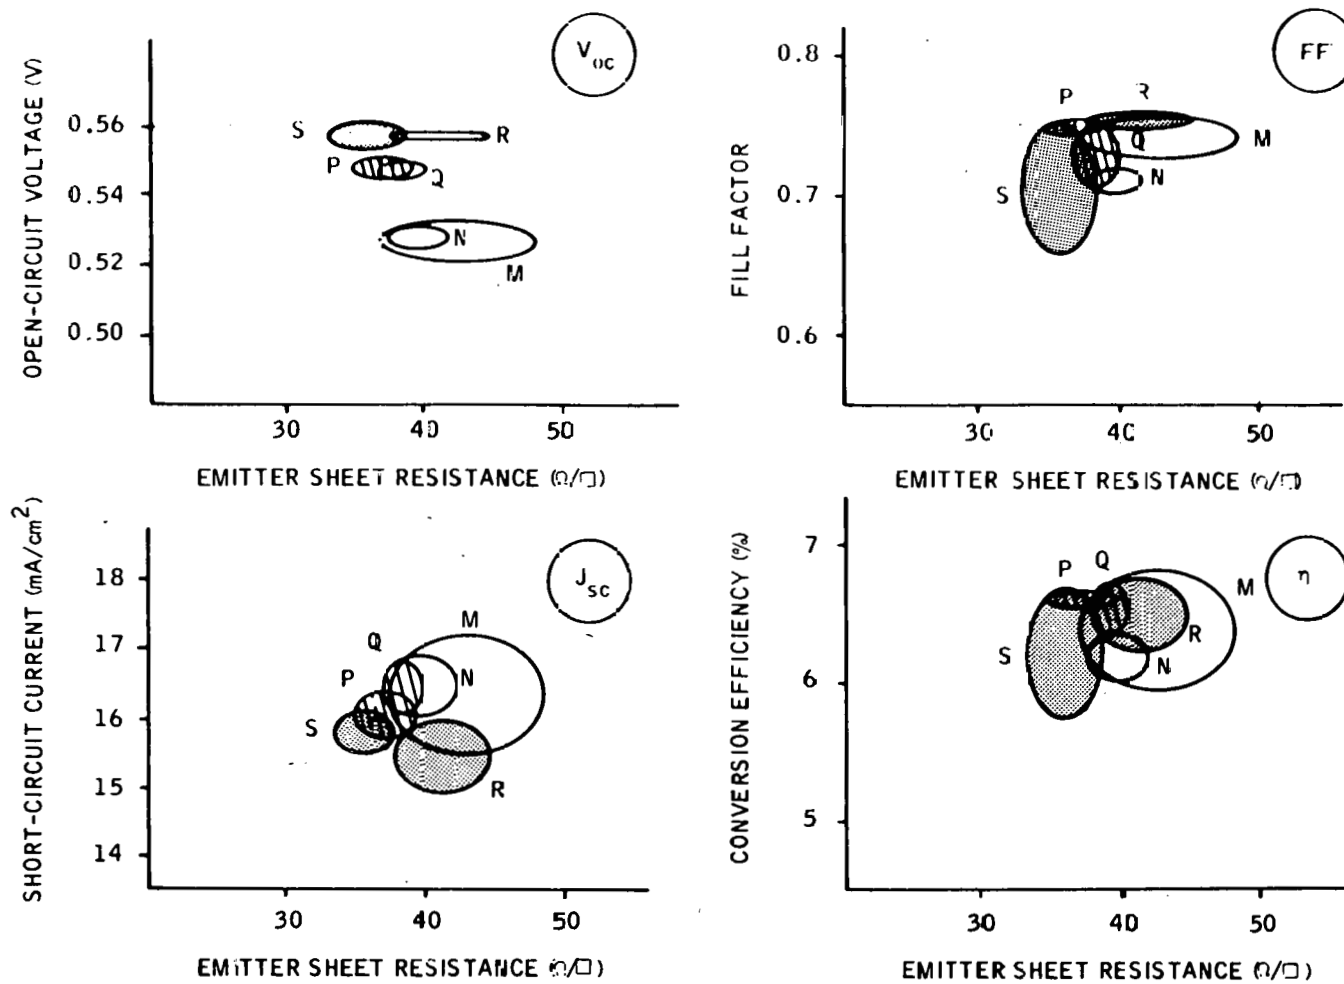 V oc
OPEN-CIRCUIT VOLTAGE (V)
0.56
0.54
0.52
0.50
S
R
P
Q
N
M
30
40
50
EMITTER SHEET RESISTANCE (Ω/□)
FF
FILL FACTOR
0.8
0.7
0.6
P
R
Q
M
N
S
30
40
50
EMITTER SHEET RESISTANCE (Ω/□)
J sc
SHORT-CIRCUIT CURRENT (mA/cm²)
18
17
16
15
14
M
Q
P
N
S
R
30
40
50
EMITTER SHEET RESISTANCE (Ω/□)
η
CONVERSION EFFICIENCY (%)
7
6
5
P
Q
M
R
N
S
30
40
50
EMITTER SHEET RESISTANCE (Ω/□)